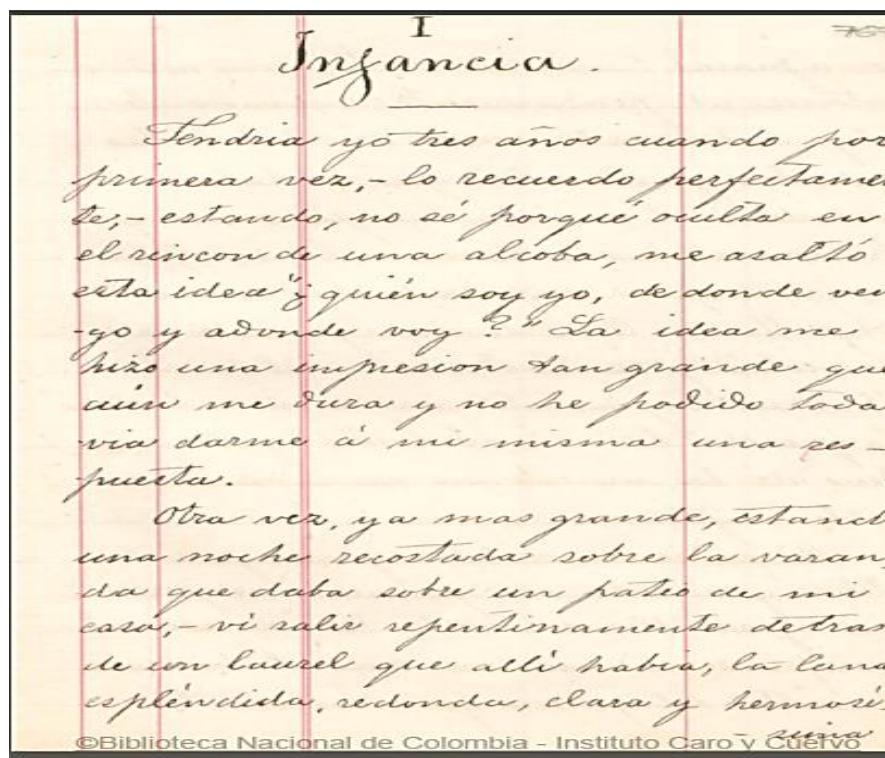 I
Infancia.
Tendria yo tres años cuando por
primera vez,- lo recuerdo perfectamen
te,- estando, no sé porqué oculta en
el rincon de una alcoba, me asaltó
esta idea "¿quién soy yo, de donde ven
-go y adonde voy?" La idea me
hizo una impresion tan grande que
aún me dura y no he podido toda
via darme á mi misma una res-
puesta.
Otra vez, ya mas grande, estand
una noche recostada sobre la varan
da que daba sobre un patio de mi
casa,- ví salir repentinamente detras
de un laurel que allí habia, la luna
espléndida, redonda, clara y hermosí
- sima
©Biblioteca Nacional de Colombia - Instituto Caro y Cuervo